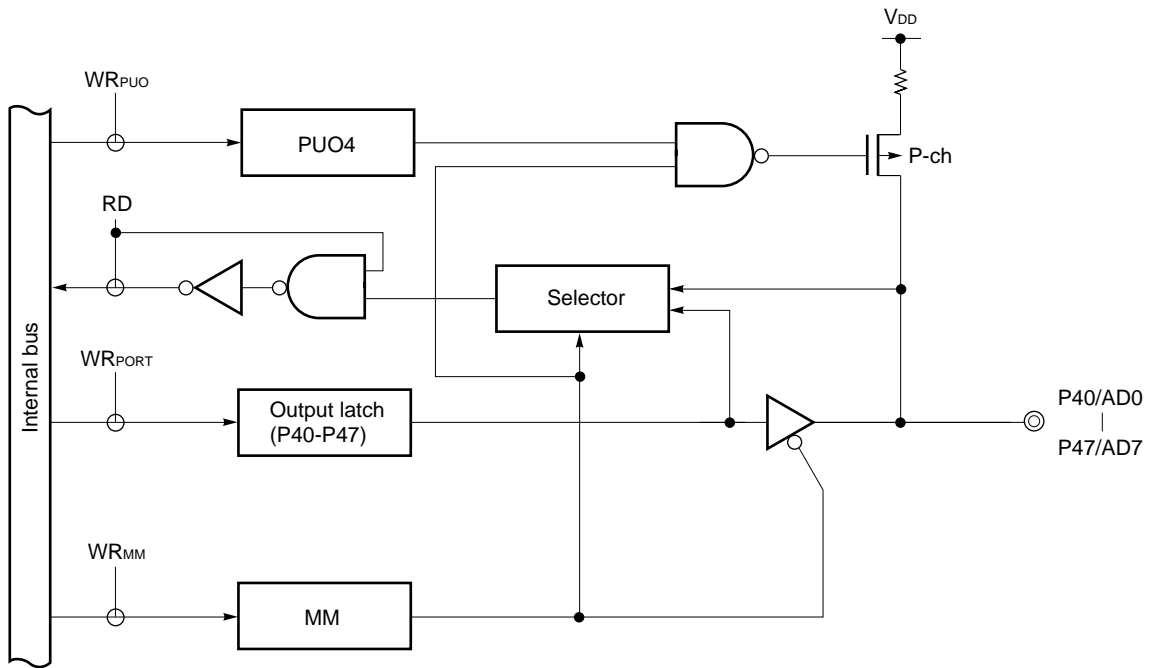 VDD
WRPUO
PUO4
P-ch
RD
Selector
Internal bus
WRPORT
Output latch
(P40-P47)
P40/AD0
P47/AD7
WRMM
MM